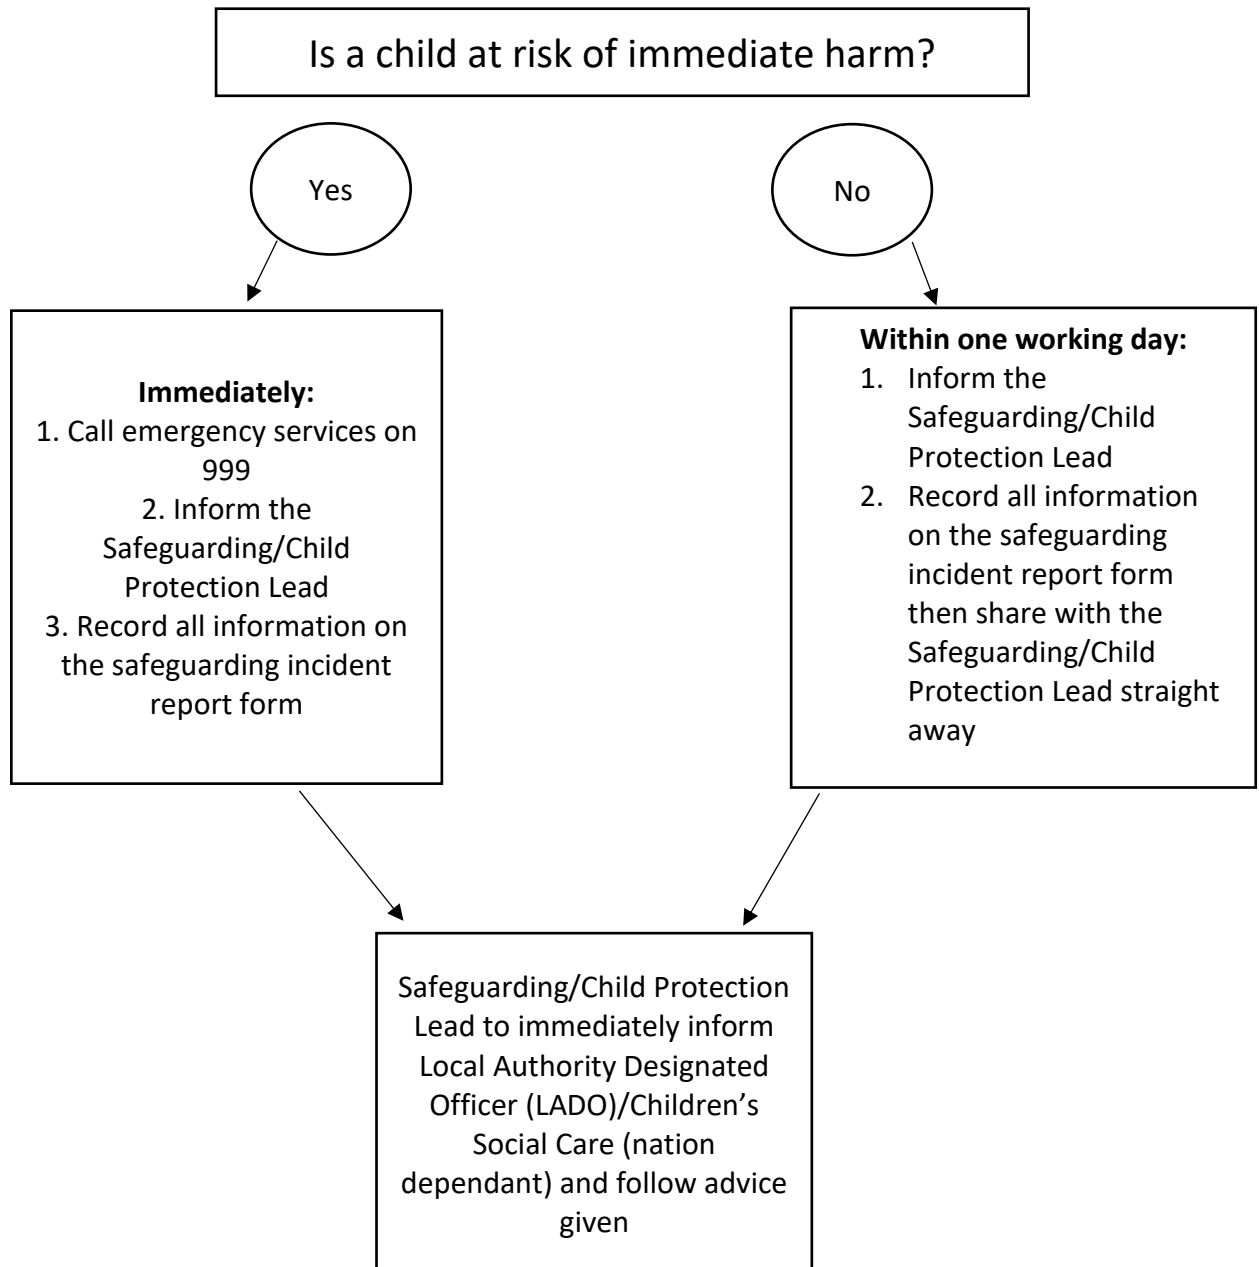 Is a child at risk of immediate harm?
Yes
No
Immediately:
1. Call emergency services on
999
2. Inform the
Safeguarding/Child
Protection Lead
3. Record all information on
the safeguarding incident
report form
Within one working day:
1. Inform the
Safeguarding/Child
Protection Lead
2. Record all information
on the safeguarding
incident report form
then share with the
Safeguarding/Child
Protection Lead straight
away
Safeguarding/Child Protection
Lead to immediately inform
Local Authority Designated
Officer (LADO)/Children’s
Social Care (nation
dependant) and follow advice
given